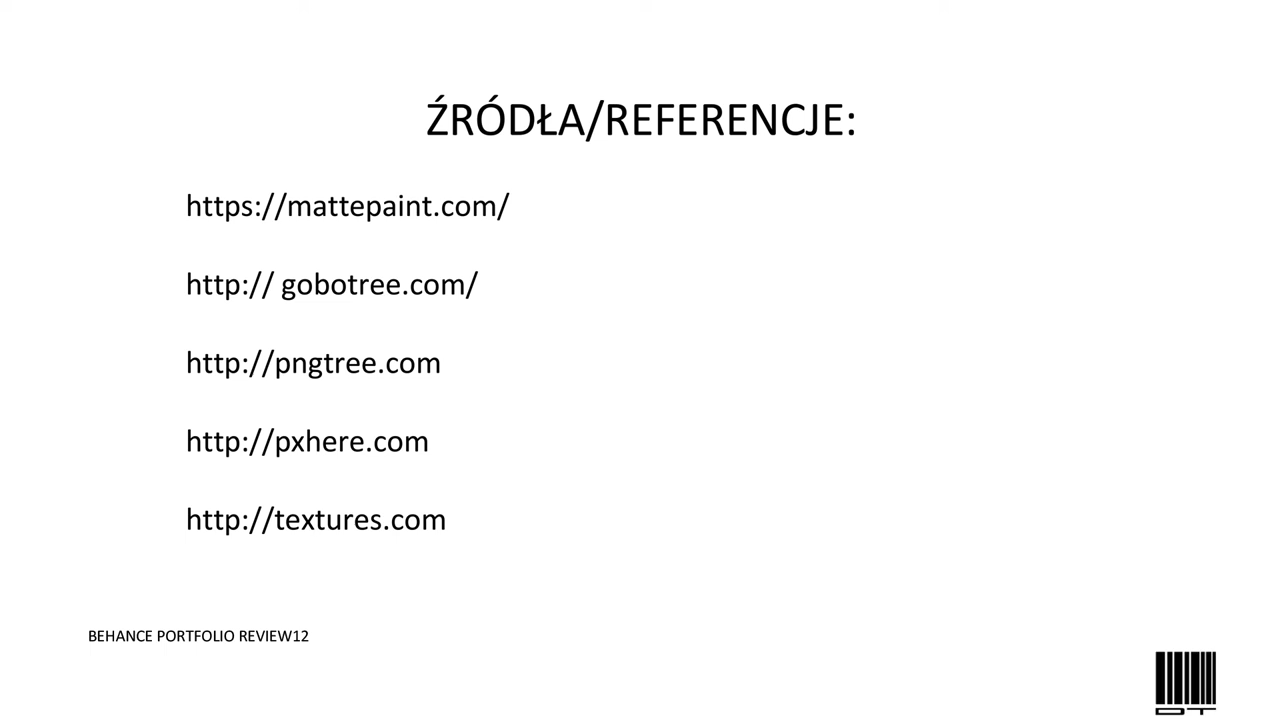 ŹRÓDŁA/REFERENCJE:
https://mattepaint.com/
http:// gobotree.com/
http://pngtree.com
http://pxhere.com
http://textures.com
BEHANCE PORTFOLIO REVIEW12
DT